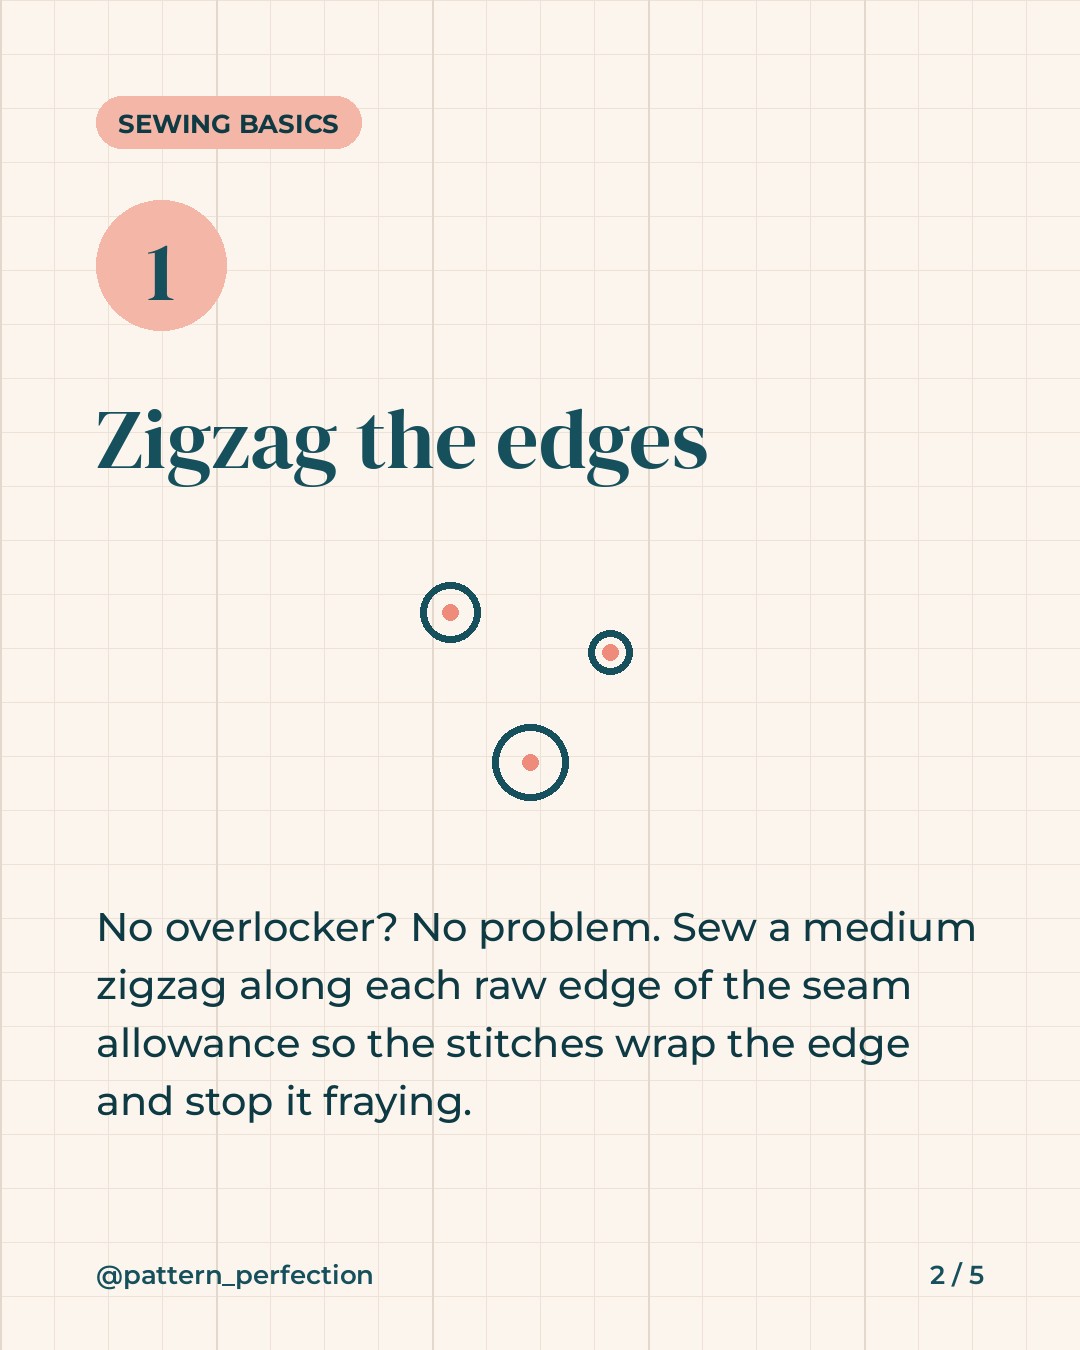 SEWING BASICS
1
Zigzag the edges
No overlocker? No problem. Sew a medium
zigzag along each raw edge of the seam
allowance so the stitches wrap the edge
and stop it fraying.
@pattern_perfection
2 / 5